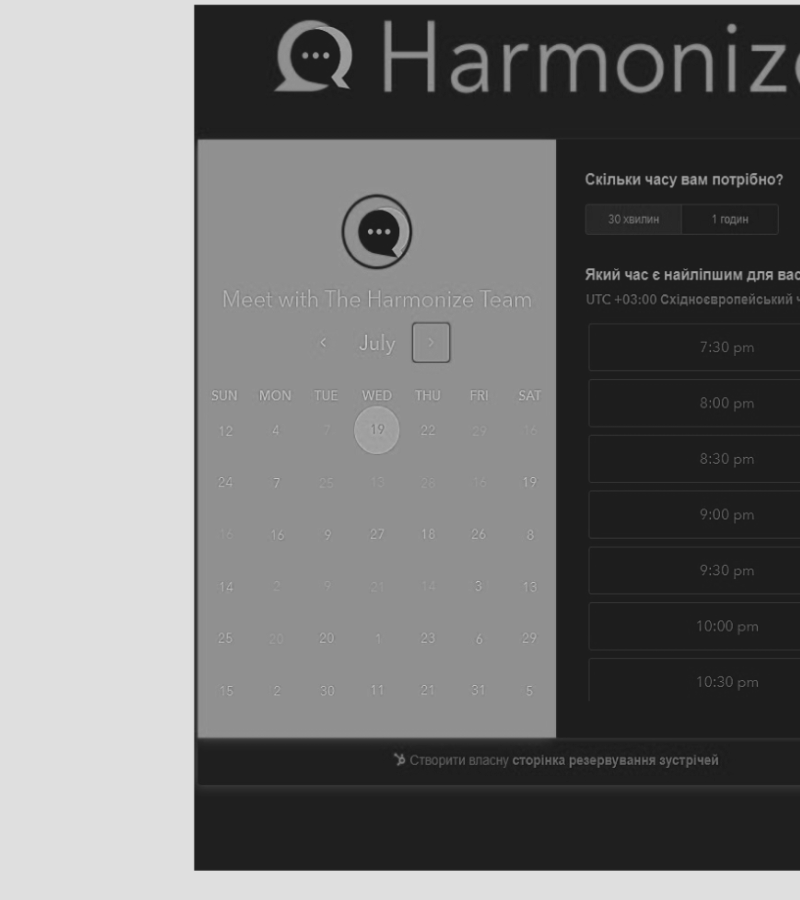 Harmoniz
Meet with The Harmonize Team
July
SUN MON TUE WED THU FRI SAT
12 4 7 19 22 29 16
24 7 25 13 28 16 19
16 16 9 27 18 26 8
14 2 9 21 14 3 13
25 20 20 1 23 6 29
15 2 30 11 21 31 5
Скільки часу вам потрібно?
30 хвилин 1 годин
Який час є найліпшим для вас
UTC +03:00 Східноєвропейський
7:30 pm
8:00 pm
8:30 pm
9:00 pm
9:30 pm
10:00 pm
10:30 pm
Створити власну сторінка резервування зустрічей